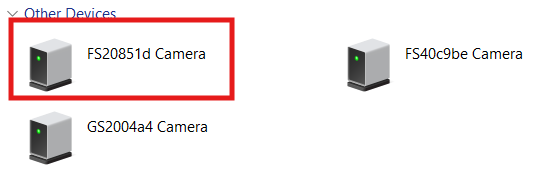 Other Devices
FS20851d Camera
FS40c9be Camera
GS2004a4 Camera